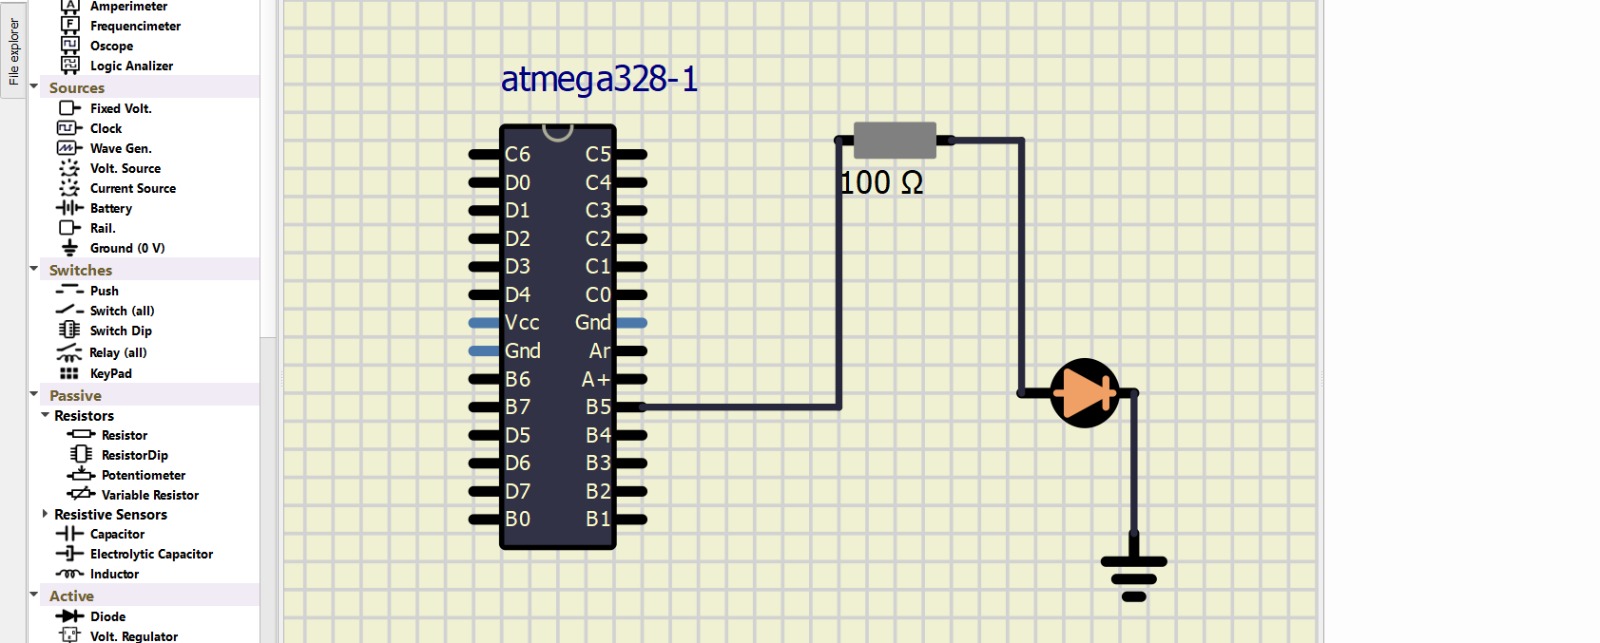 File explorer
Amperimeter
Frequencimeter
Oscope
Logic Analizer
Sources
Fixed Volt.
Clock
Wave Gen.
Volt. Source
Current Source
Battery
Rail.
Ground (0 V)
Switches
Push
Switch (all)
Switch Dip
Relay (all)
KeyPad
Passive
Resistors
Resistor
ResistorDip
Potentiometer
Variable Resistor
Resistive Sensors
Capacitor
Electrolytic Capacitor
Inductor
Active
Diode
Volt. Regulator
atmega328-1
C6 C5
D0 C4
D1 C3
D2 C2
D3 C1
D4 C0
Vcc Gnd
Gnd Ar
B6 A+
B7 B5
D5 B4
D6 B3
D7 B2
B0 B1
100 Ω